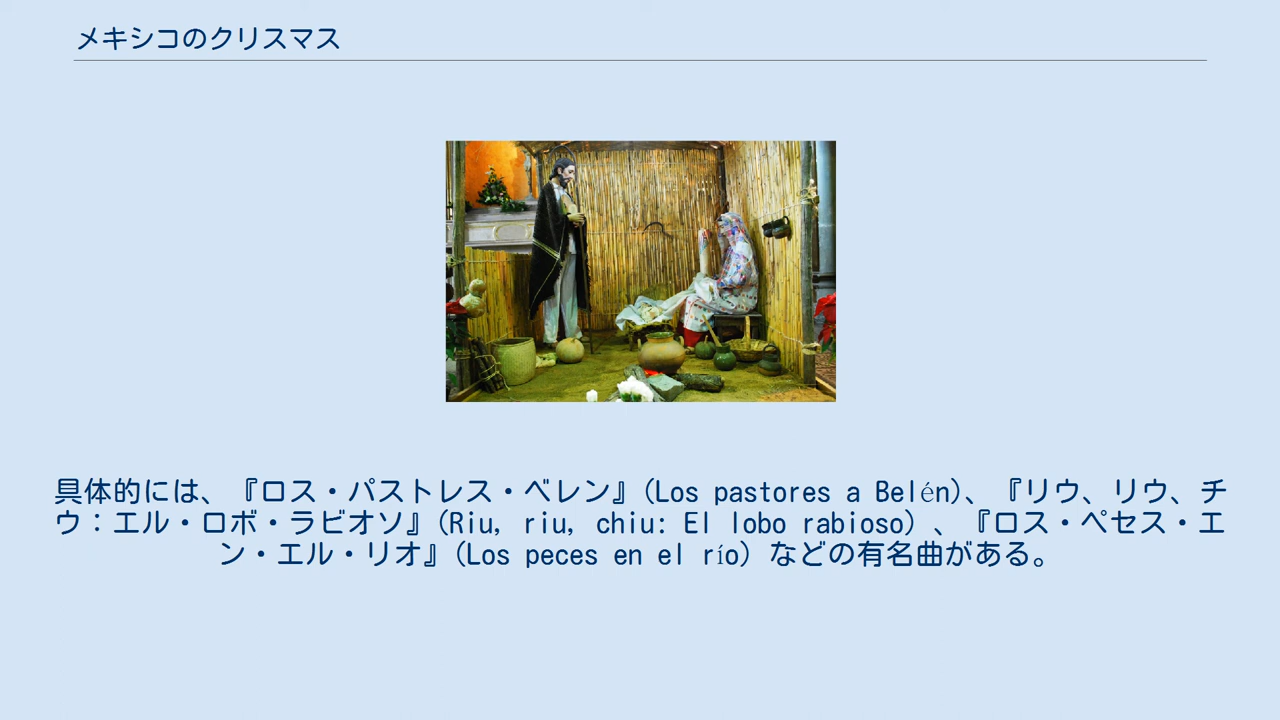 メキシコのクリスマス
具体的には、『ロス・パストレス・ベレン』(Los pastores a Belén)、『リウ、リウ、チ
ウ：エル・ロボ・ラビオソ』(Riu, riu, chiu: El lobo rabioso) 、『ロス・ペセス・エ
ン・エル・リオ』(Los peces en el río) などの有名曲がある。